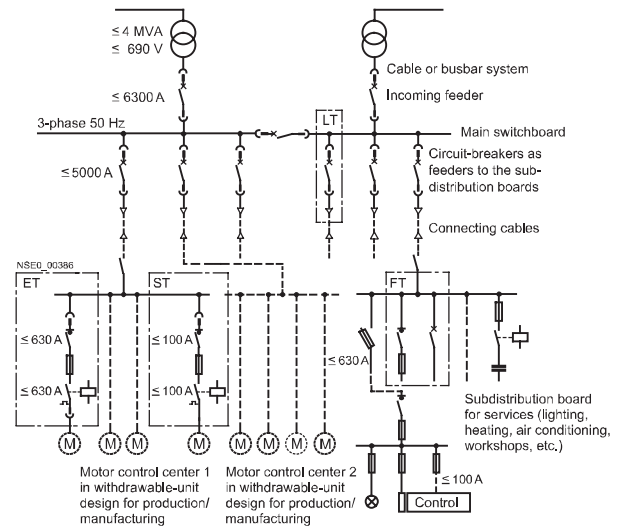 ≤ 4 MVA
≤ 690 V
Cable or busbar system
≤ 6300 A
Incoming feeder
3-phase 50 Hz
LT
Main switchboard
≤ 5000 A
Circuit-breakers as
feeders to the sub-
distribution boards
Connecting cables
NSE0_00386
ET
ST
FT
≤ 630 A
≤ 100 A
≤ 630 A
≤ 630 A
≤ 100 A
Subdistribution board
for services (lighting,
heating, air conditioning,
workshops, etc.)
M M M M M M M M
Motor control center 1
in withdrawable-unit
design for production/
manufacturing
Motor control center 2
in withdrawable-unit
design for production/
manufacturing
≤ 100 A
Control